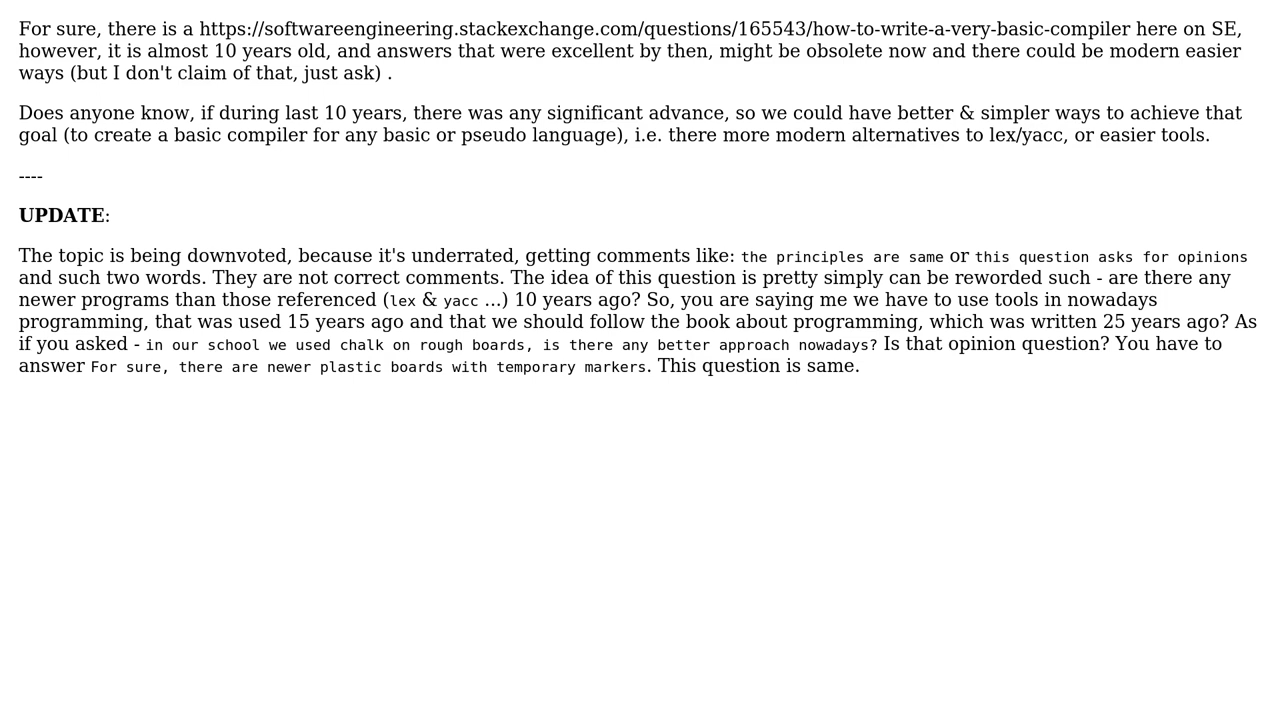 For sure, there is a https://softwareengineering.stackexchange.com/questions/165543/how-to-write-a-very-basic-compiler here on SE,
however, it is almost 10 years old, and answers that were excellent by then, might be obsolete now and there could be modern easier
ways (but I don't claim of that, just ask) .
Does anyone know, if during last 10 years, there was any significant advance, so we could have better & simpler ways to achieve that
goal (to create a basic compiler for any basic or pseudo language), i.e. there more modern alternatives to lex/yacc, or easier tools.
----
UPDATE:
The topic is being downvoted, because it's underrated, getting comments like: the principles are same or this question asks for opinions
and such two words. They are not correct comments. The idea of this question is pretty simply can be reworded such - are there any
newer programs than those referenced (lex & yacc ...) 10 years ago? So, you are saying me we have to use tools in nowadays
programming, that was used 15 years ago and that we should follow the book about programming, which was written 25 years ago? As
if you asked - in our school we used chalk on rough boards, is there any better approach nowadays? Is that opinion question? You have to
answer For sure, there are newer plastic boards with temporary markers. This question is same.